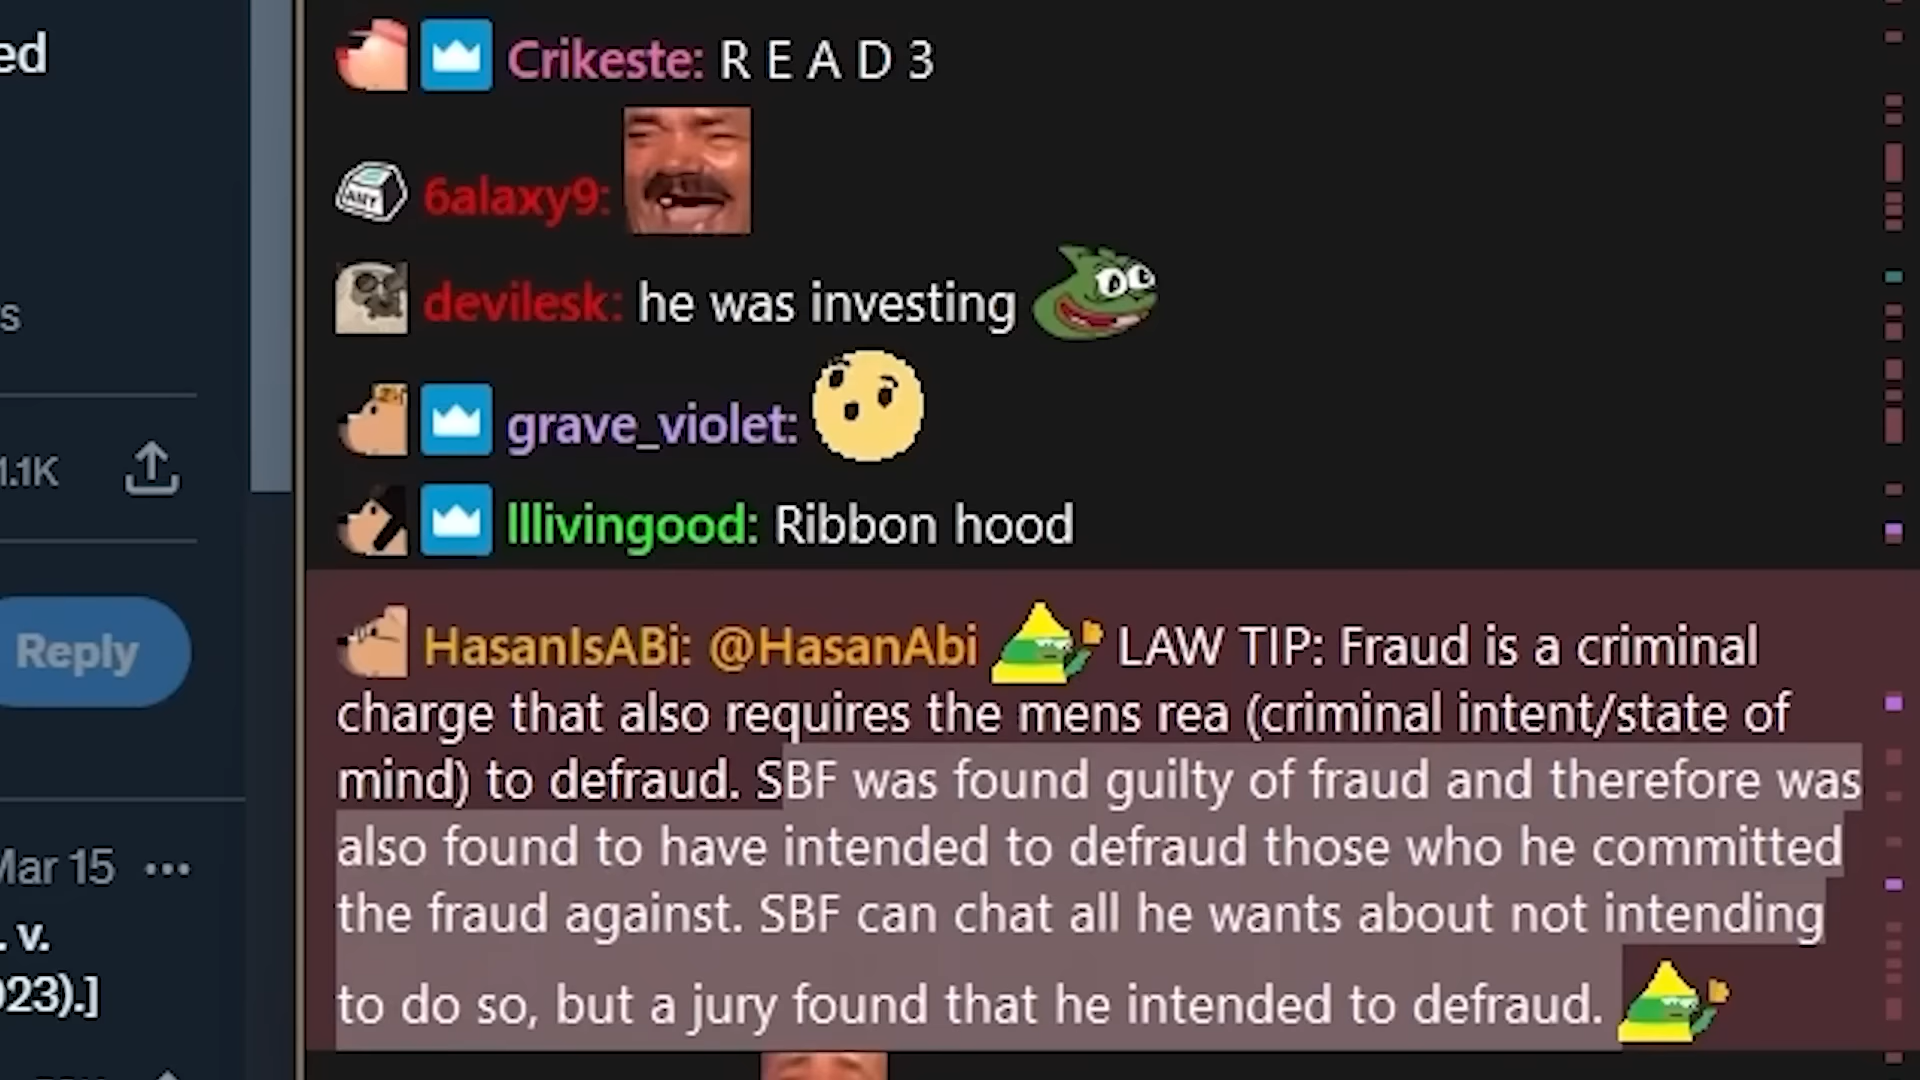 ed
s
1.1K
Reply
Mar 15 ...
. v.
023).]
Crikeste: R E A D 3
6alaxy9:
devilesk: he was investing
grave_violet:
lllivingood: Ribbon hood
HasanIsABi: @HasanAbi LAW TIP: Fraud is a criminal
charge that also requires the mens rea (criminal intent/state of
mind) to defraud. SBF was found guilty of fraud and therefore was
also found to have intended to defraud those who he committed
the fraud against. SBF can chat all he wants about not intending
to do so, but a jury found that he intended to defraud.